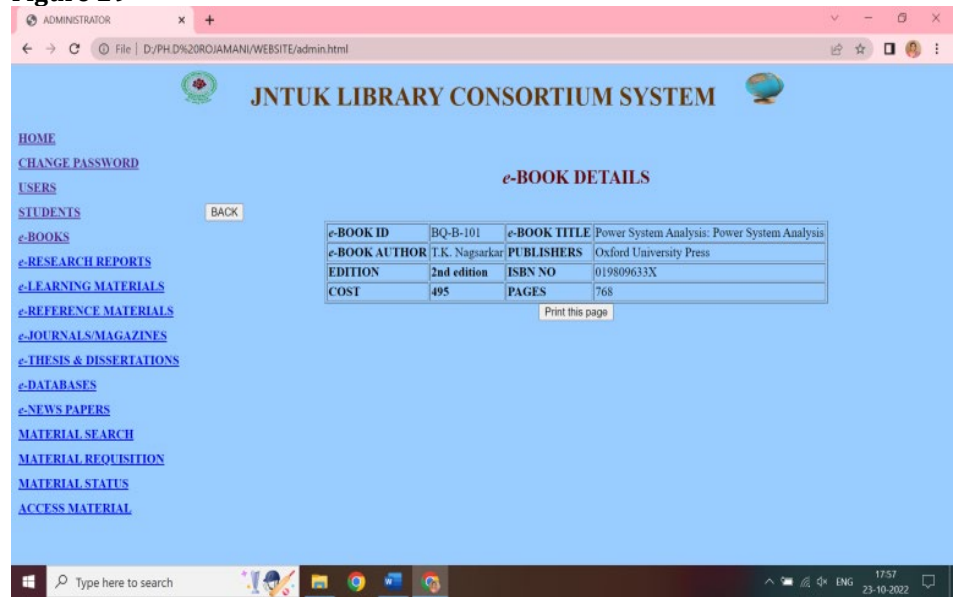 ADMINISTRATOR
File | D:/PH.D%20ROJAMANI/WEBSITE/admin.html
JNTUK LIBRARY CONSORTIUM SYSTEM
HOME
CHANGE PASSWORD
USERS
STUDENTS
e-BOOKS
e-RESEARCH REPORTS
e-LEARNING MATERIALS
e-REFERENCE MATERIALS
e-JOURNALS/MAGAZINES
e-THESIS & DISSERTATIONS
e-DATABASES
e-NEWS PAPERS
MATERIAL SEARCH
MATERIAL REQUISITION
MATERIAL STATUS
ACCESS MATERIAL
e-BOOK DETAILS
BACK
e-BOOK ID BQ-B-101 e-BOOK TITLE Power System Analysis: Power System Analysis
e-BOOK AUTHOR T.K. Nagsarkar PUBLISHERS Oxford University Press
EDITION 2nd edition ISBN NO 019809633X
COST 495 PAGES 768
Print this page
Type here to search
ENG
17:57
23-10-2022